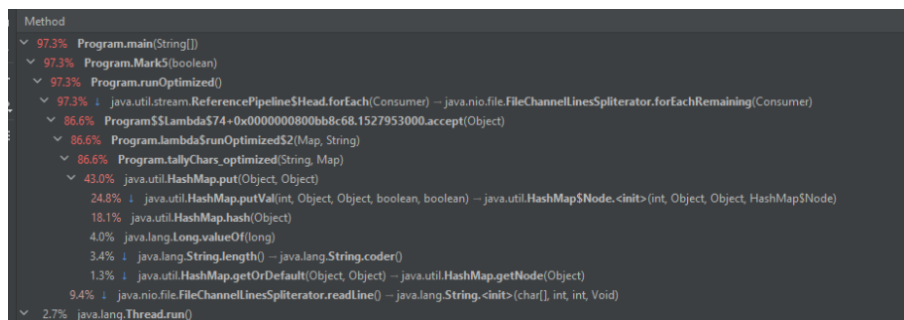 Method
97.3% Program.main(String[])
97.3% Program.Mark5(boolean)
97.3% Program.runOptimized()
97.3% ↓ java.util.stream.ReferencePipeline$Head.forEach(Consumer) → java.nio.file.FileChannelLinesSpliterator.forEachRemaining(Consumer)
86.6% Program$$Lambda$74+0x0000000800bb8c68.1527953000.accept(Object)
86.6% Program.lambda$runOptimized$2(Map, String)
86.6% Program.tallyChars_optimized(String, Map)
43.0% java.util.HashMap.put(Object, Object)
24.8% ↓ java.util.HashMap.putVal(int, Object, Object, boolean, boolean) → java.util.HashMap$Node.<init>(int, Object, Object, HashMap$Node)
18.1% java.util.HashMap.hash(Object)
4.0% java.lang.Long.valueOf(long)
3.4% ↓ java.lang.String.length() → java.lang.String.coder()
1.3% ↓ java.util.HashMap.getOrDefault(Object, Object) → java.util.HashMap.getNode(Object)
9.4% ↓ java.nio.file.FileChannelLinesSpliterator.readLine() → java.lang.String.<init>(char[], int, int, Void)
2.7% java.lang.Thread.run()